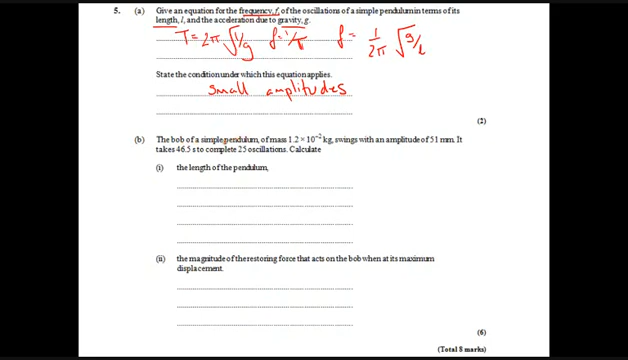 5. (a) Give an equation for the frequency, f, of the oscillations of a simple pendulum in terms of its
length, l, and the acceleration due to gravity, g.
T = 2π √l/g f = 1/T f = 1/2π √g/l
State the condition under which this equation applies.
small amplitudes
(2)
(b) The bob of a simple pendulum, of mass 1.2 × 10⁻² kg, swings with an amplitude of 51 mm. It
takes 46.5 s to complete 25 oscillations. Calculate
(i) the length of the pendulum,
(ii) the magnitude of the restoring force that acts on the bob when at its maximum
displacement.
(6)
(Total 8 marks)